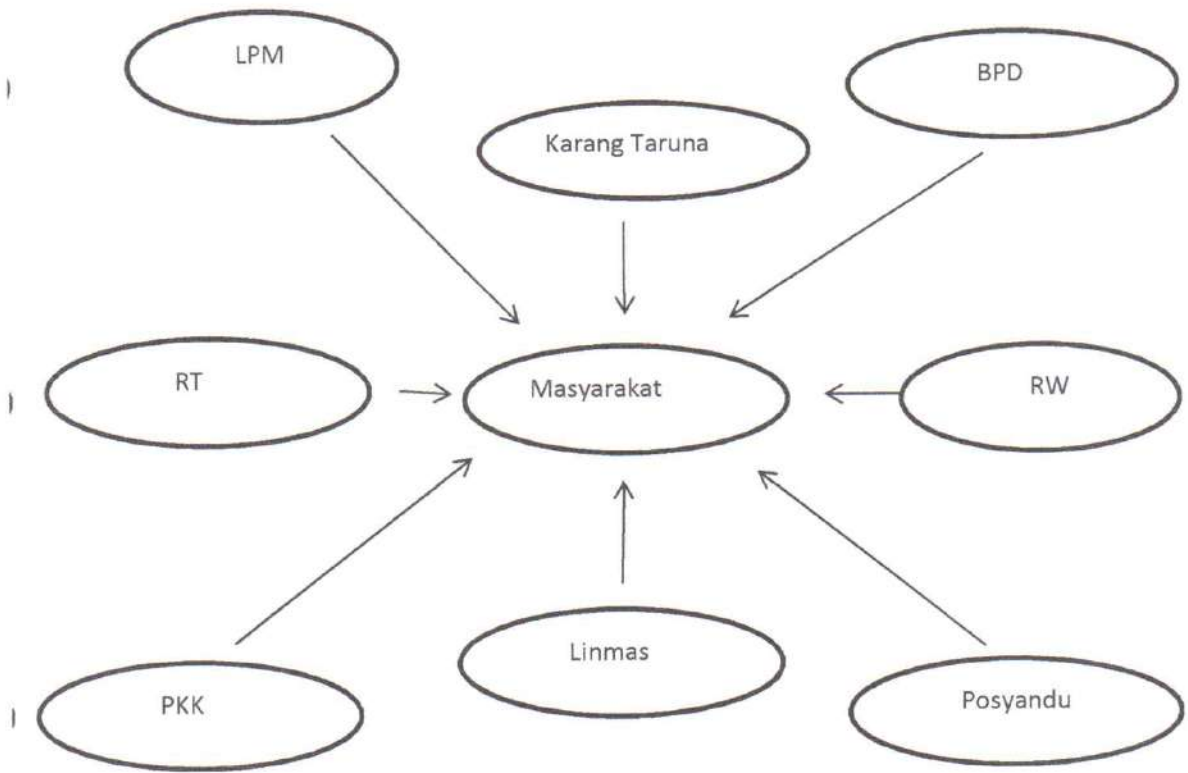 LPM
BPD
Karang Taruna
RT
Masyarakat
RW
Linmas
PKK
Posyandu